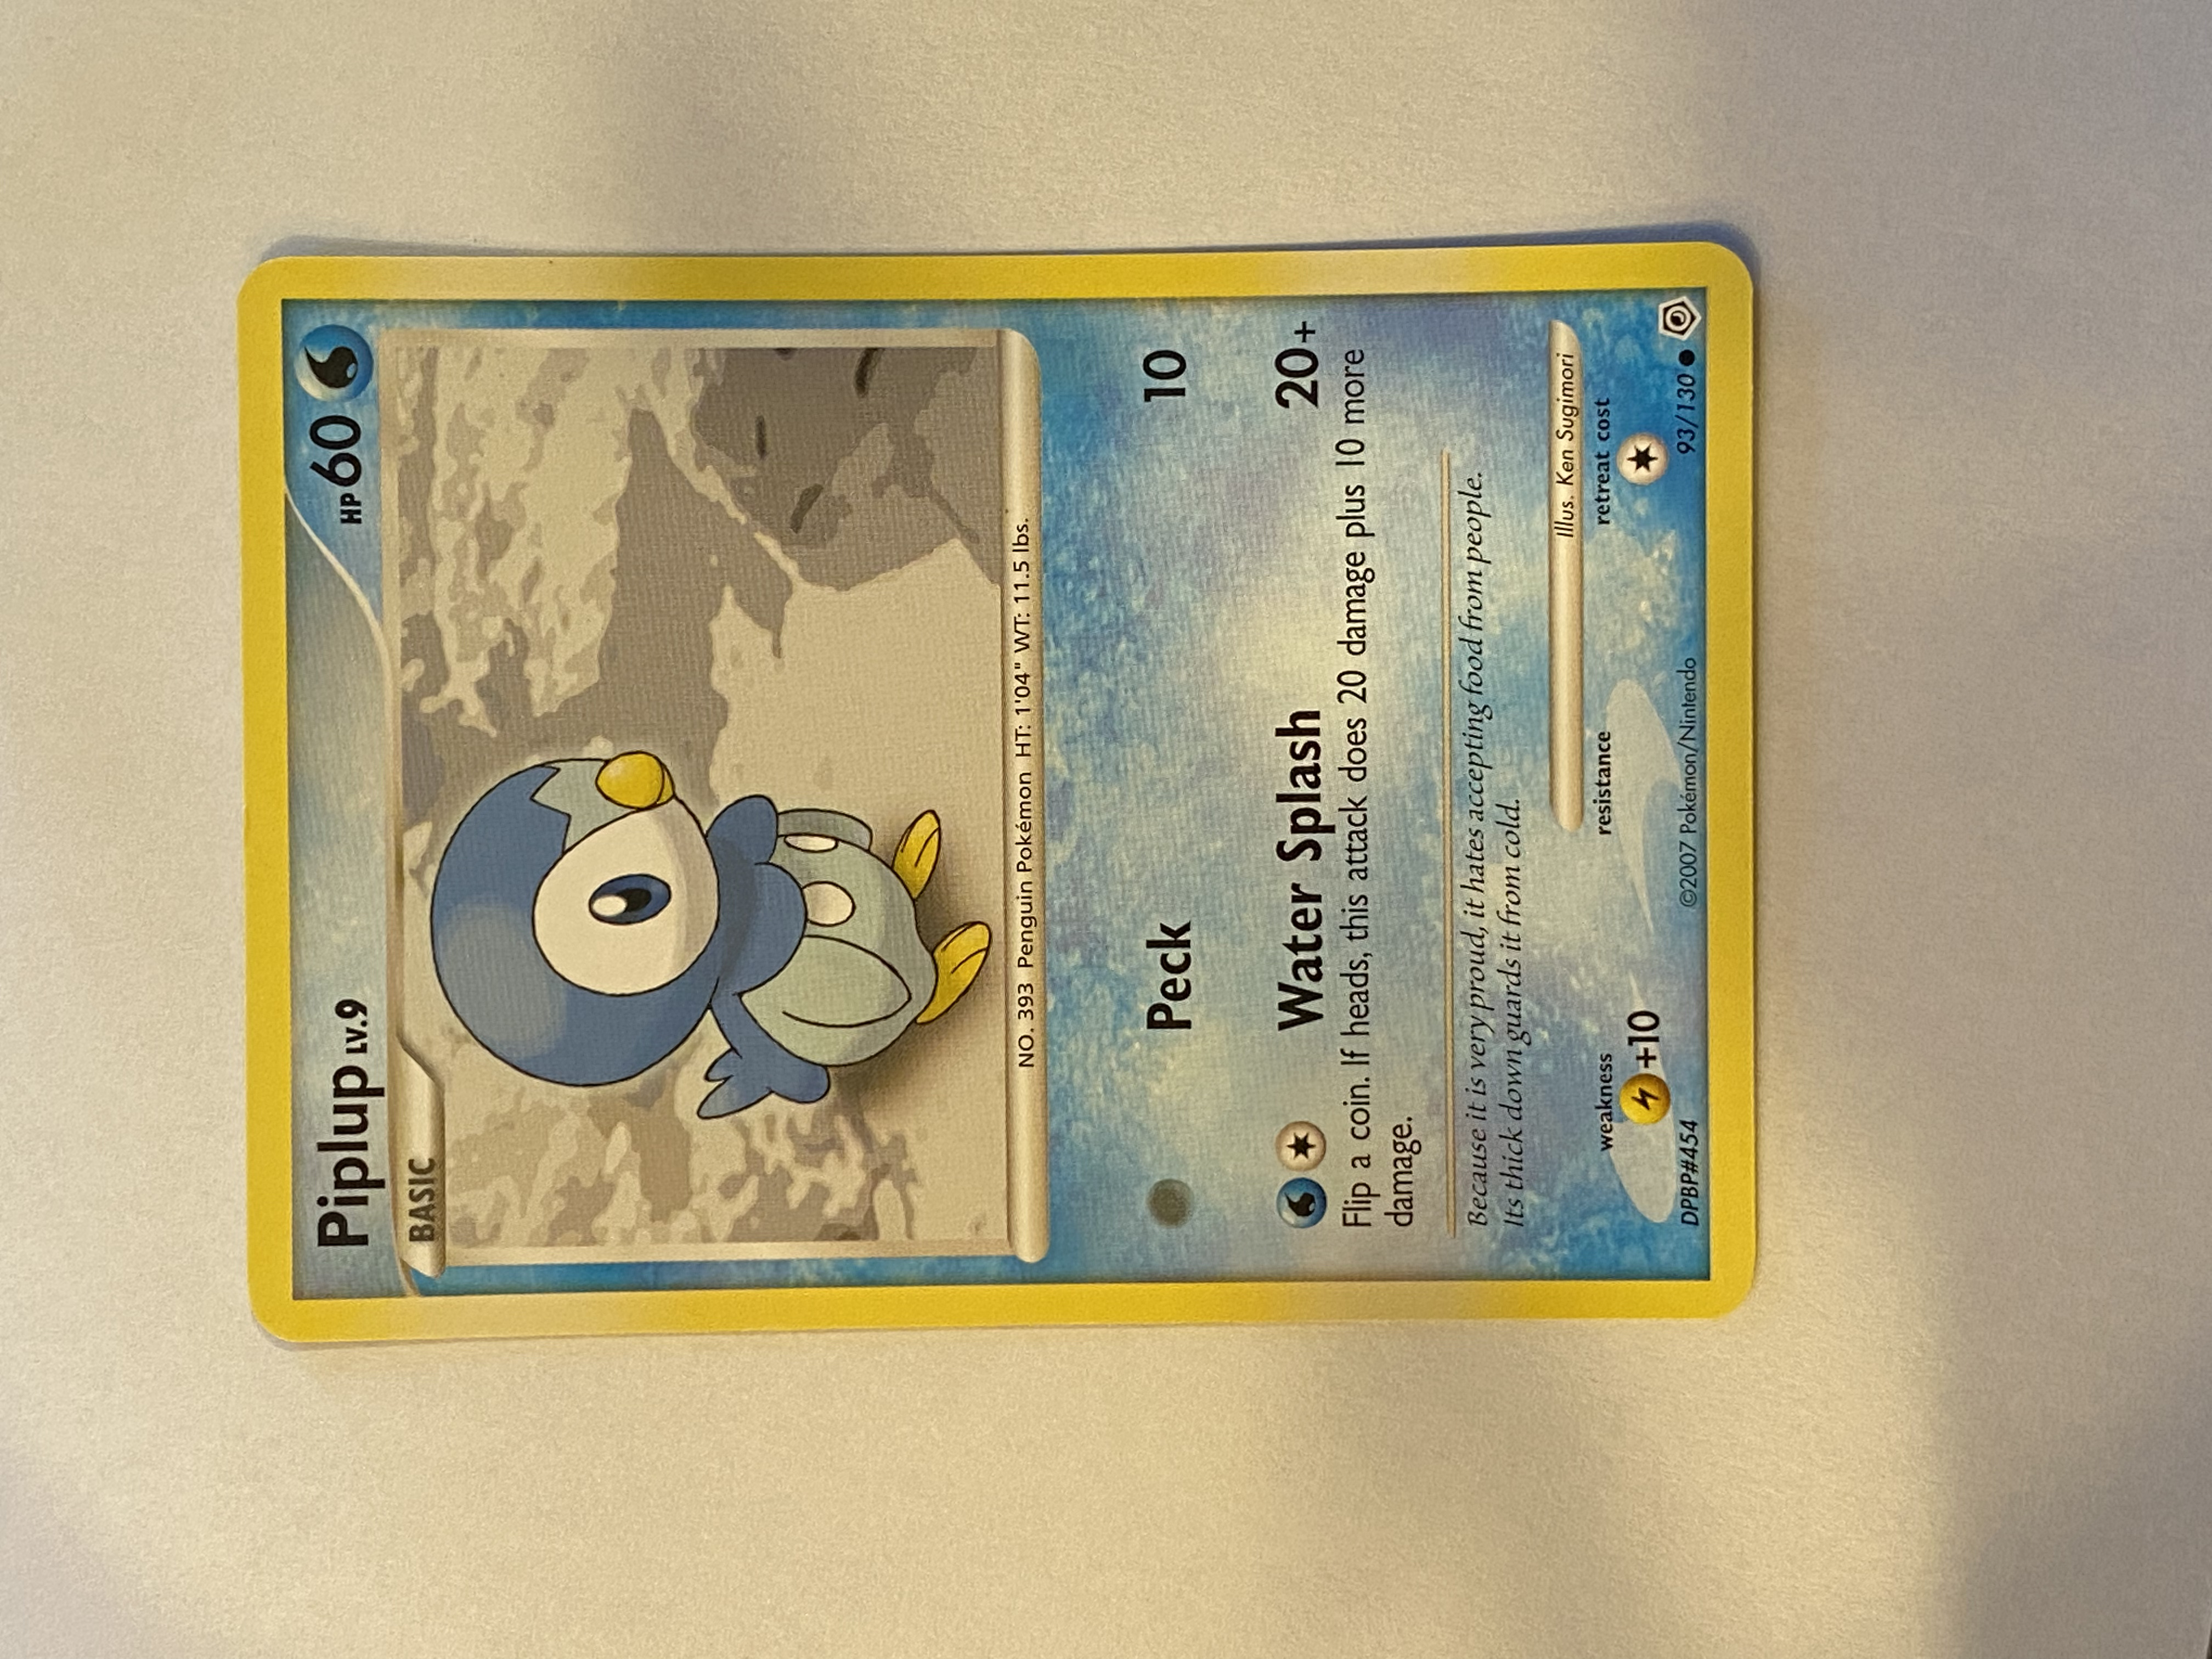 Piplup LV.9
HP 60
BASIC
NO. 393 Penguin Pokémon HT: 1'04" WT: 11.5 lbs.
Peck 10
Water Splash 20+
Flip a coin. If heads, this attack does 20 damage plus 10 more
damage.
Because it is very proud, it hates accepting food from people.
Its thick down guards it from cold.
Illus. Ken Sugimori
weakness resistance retreat cost
+10
DPBP#454 ©2007 Pokémon/Nintendo 93/130